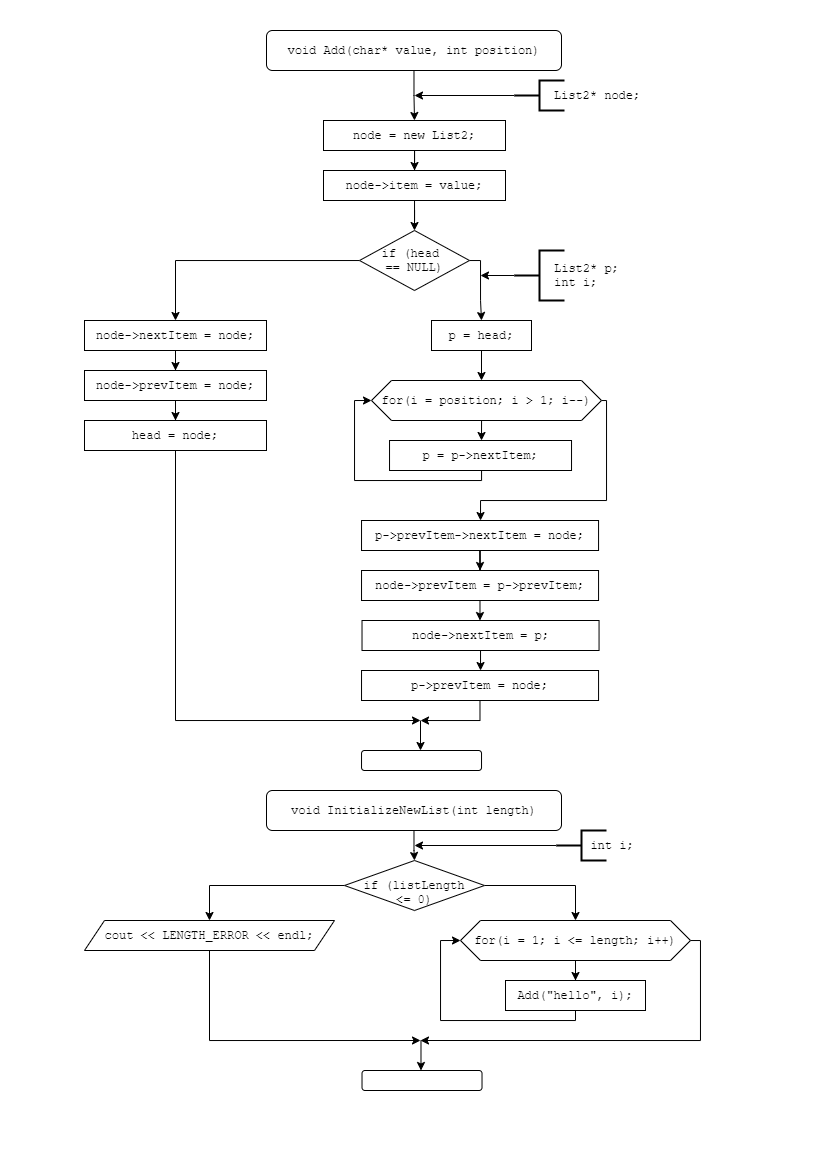 void Add(char* value, int position)
List2* node;
node = new List2;
node->item = value;
if (head
== NULL)
List2* p;
int i;
node->nextItem = node;
p = head;
node->prevItem = node;
for(i = position; i > 1; i--)
head = node;
p = p->nextItem;
p->prevItem->nextItem = node;
node->prevItem = p->prevItem;
node->nextItem = p;
p->prevItem = node;
void InitializeNewList(int length)
int i;
if (listLength
<= 0)
cout << LENGTH_ERROR << endl;
for(i = 1; i <= length; i++)
Add("hello", i);